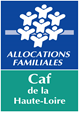 ALLOCATIONS
FAMILIALES
Caf
de la
Haute-Loire